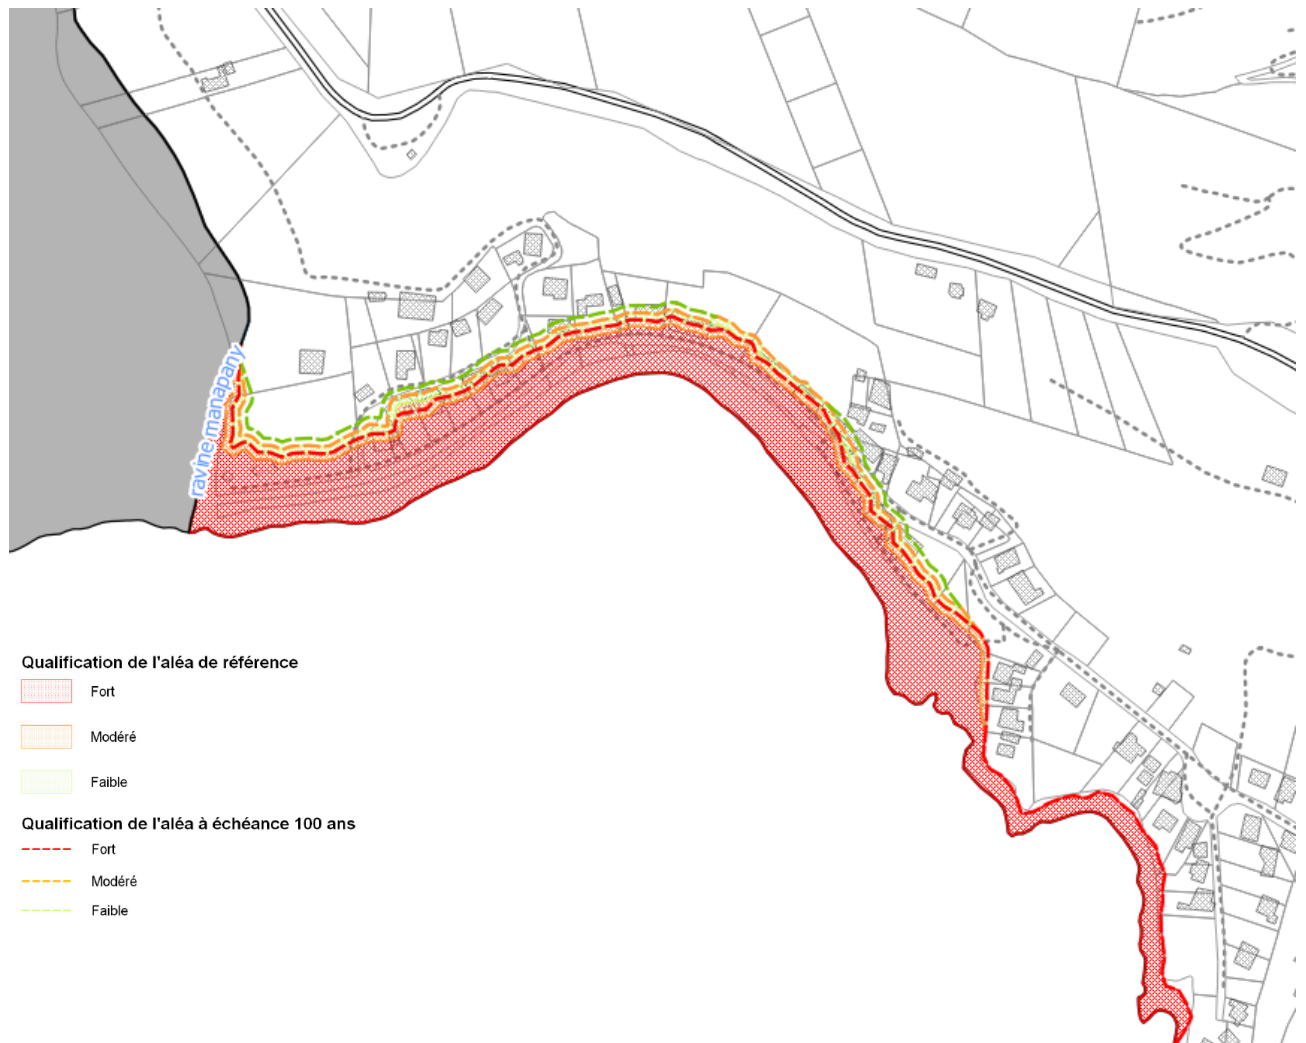 ravine manapany
Qualification de l'aléa de référence
Fort
Modéré
Faible
Qualification de l'aléa à échéance 100 ans
Fort
Modéré
Faible